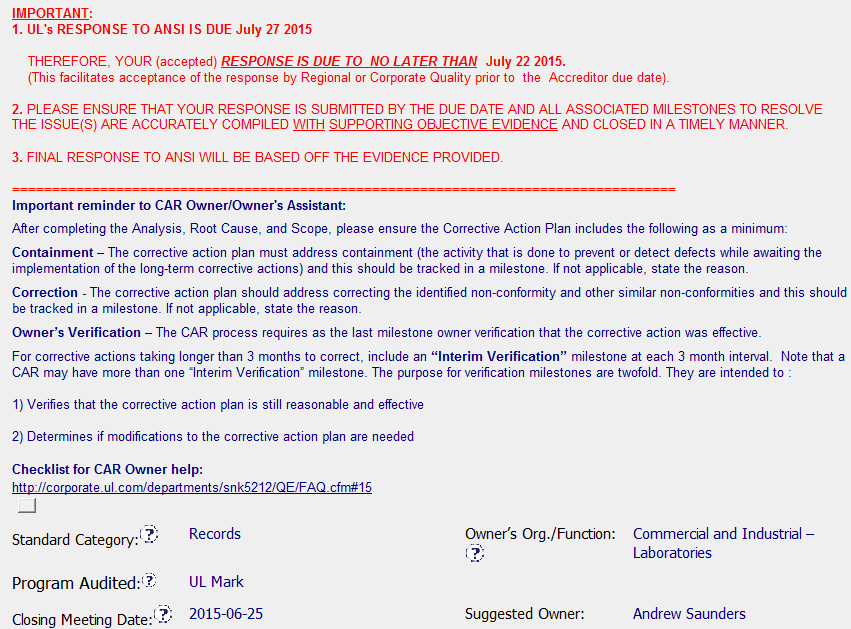 IMPORTANT:
1. UL's RESPONSE TO ANSI IS DUE July 27 2015
THEREFORE, YOUR (accepted) RESPONSE IS DUE TO  NO LATER THAN  July 22 2015.
(This facilitates acceptance of the response by Regional or Corporate Quality prior to  the  Accreditor due date).
2. PLEASE ENSURE THAT YOUR RESPONSE IS SUBMITTED BY THE DUE DATE AND ALL ASSOCIATED MILESTONES TO RESOLVE
THE ISSUE(S) ARE ACCURATELY COMPILED WITH SUPPORTING OBJECTIVE EVIDENCE AND CLOSED IN A TIMELY MANNER.
3. FINAL RESPONSE TO ANSI WILL BE BASED OFF THE EVIDENCE PROVIDED.
===================================================================================
Important reminder to CAR Owner/Owner's Assistant:
After completing the Analysis, Root Cause, and Scope, please ensure the Corrective Action Plan includes the following as a minimum:
Containment – The corrective action plan must address containment (the activity that is done to prevent or detect defects while awaiting the
implementation of the long-term corrective actions) and this should be tracked in a milestone. If not applicable, state the reason.
Correction - The corrective action plan should address correcting the identified non-conformity and other similar non-conformities and this should
be tracked in a milestone. If not applicable, state the reason.
Owner's Verification – The CAR process requires as the last milestone owner verification that the corrective action was effective.
For corrective actions taking longer than 3 months to correct, include an “Interim Verification” milestone at each 3 month interval.  Note that a
CAR may have more than one “Interim Verification” milestone. The purpose for verification milestones are twofold. They are intended to :
1) Verifies that the corrective action plan is still reasonable and effective
2) Determines if modifications to the corrective action plan are needed
Checklist for CAR Owner help:
http://corporate.ul.com/departments/snk5212/QE/FAQ.cfm#15
Standard Category: ? Records Owner’s Org./Function: ? Commercial and Industrial –
Laboratories
Program Audited: ? UL Mark
Closing Meeting Date: ? 2015-06-25 Suggested Owner: Andrew Saunders